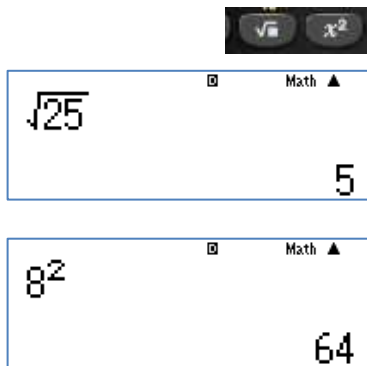 √■ x²
D Math ▲
√25
5
D Math ▲
8²
64